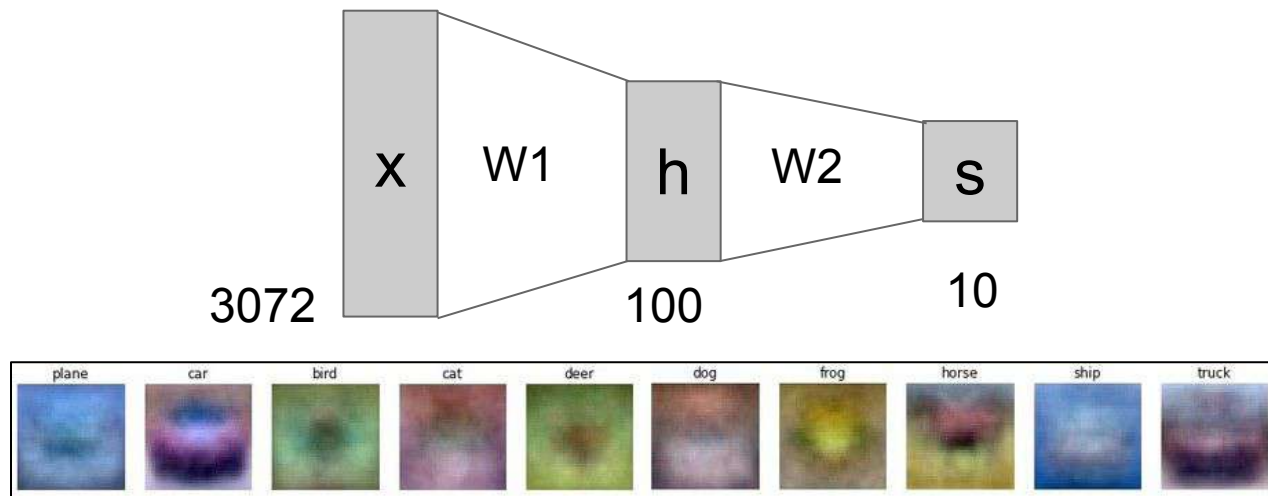 x W1 h W2 s
3072 100 10
plane car bird cat deer dog frog horse ship truck